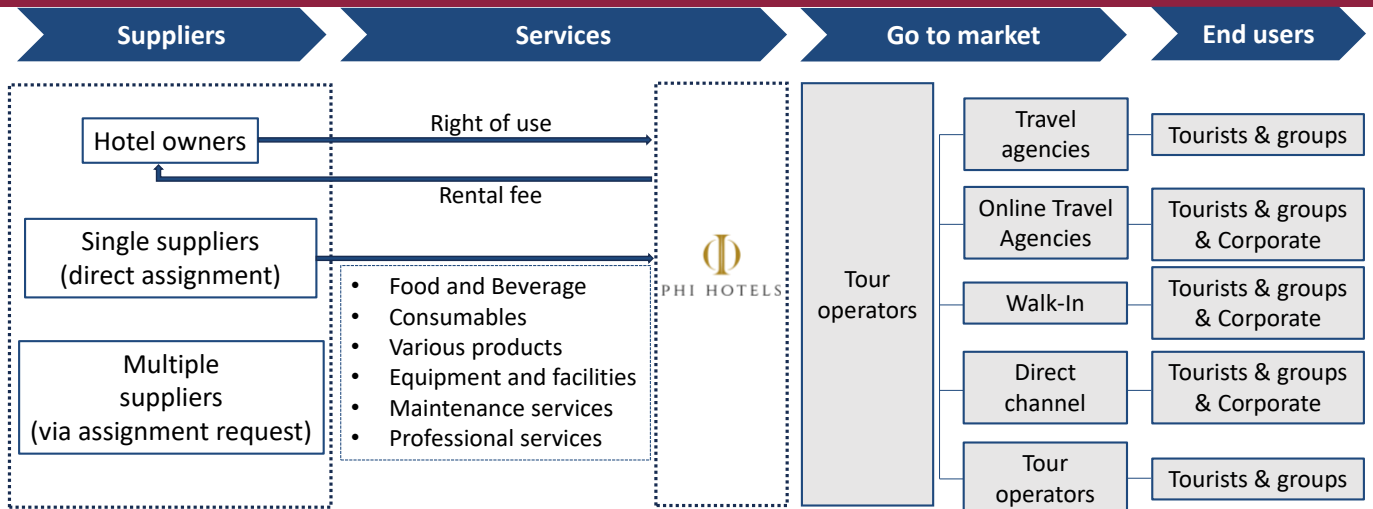 Suppliers
Services
Go to market
End users
Hotel owners
Right of use
Rental fee
Single suppliers
(direct assignment)
Multiple
suppliers
(via assignment request)
• Food and Beverage
• Consumables
• Various products
• Equipment and facilities
• Maintenance services
• Professional services
PHI HOTELS
Tour
operators
Travel
agencies
Tourists & groups
Online Travel
Agencies
Tourists & groups
& Corporate
Walk-In
Tourists & groups
& Corporate
Direct
channel
Tourists & groups
& Corporate
Tour
operators
Tourists & groups